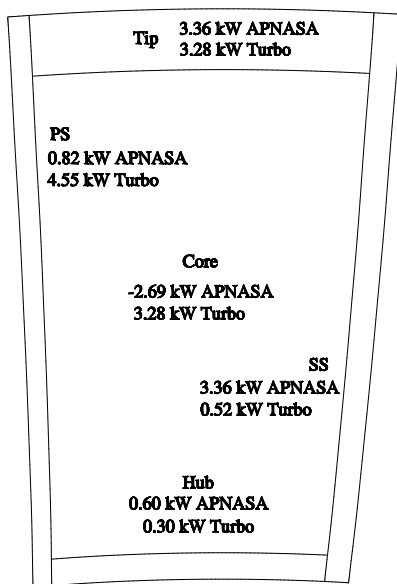 Tip 3.36 kW APNASA
3.28 kW Turbo
PS
0.82 kW APNASA
4.55 kW Turbo
Core
-2.69 kW APNASA
3.28 kW Turbo
SS
3.36 kW APNASA
0.52 kW Turbo
Hub
0.60 kW APNASA
0.30 kW Turbo